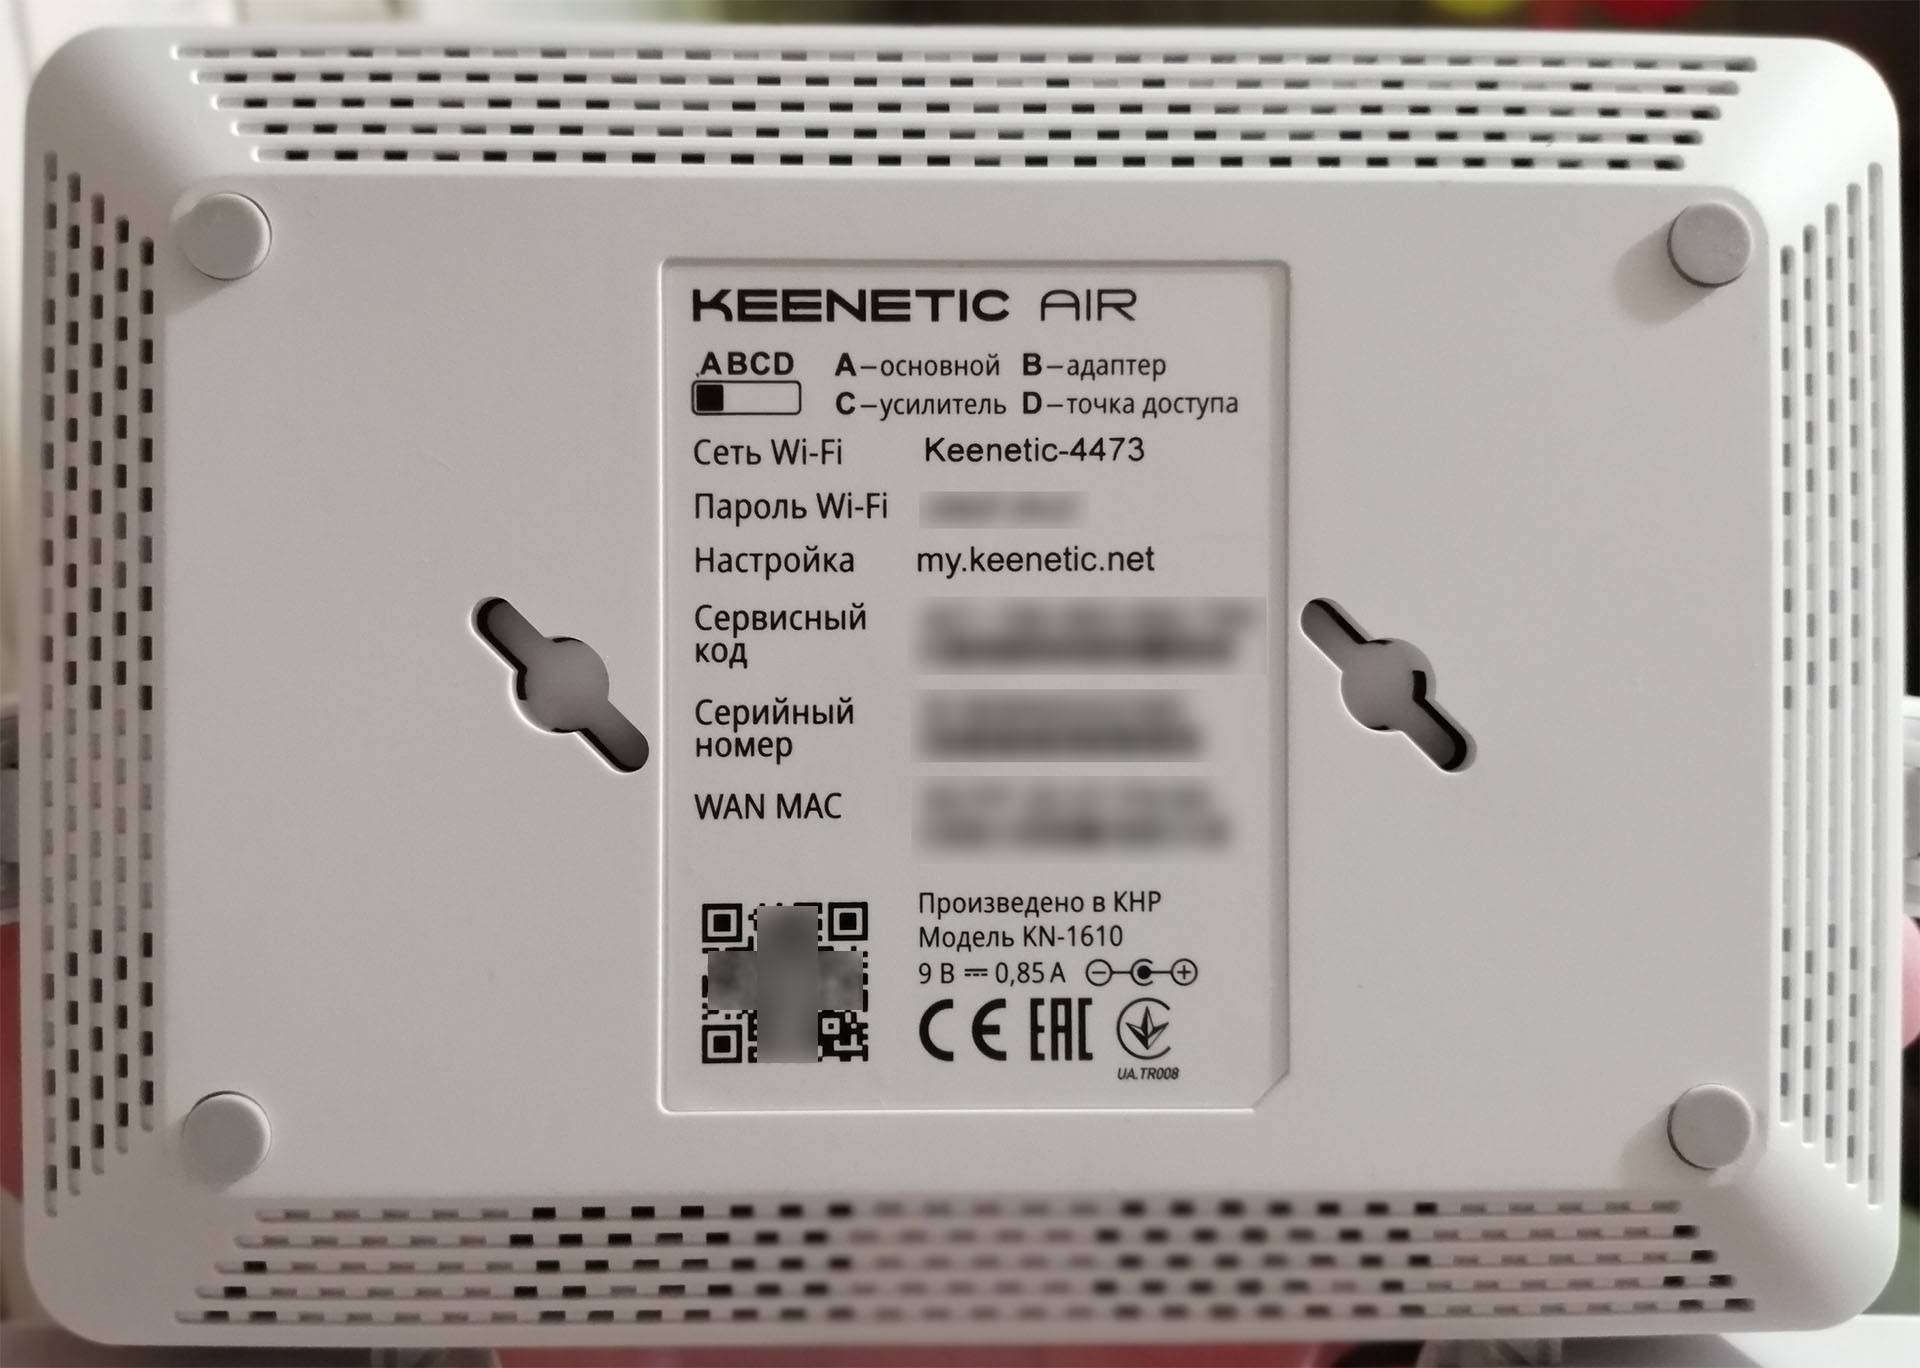 KEENETIC AIR
ABCD A–основной B–адаптер
C–усилитель D–точка доступа
Сеть Wi-Fi Keenetic-4473
Пароль Wi-Fi
Настройка my.keenetic.net
Сервисный
код
Серийный
номер
WAN MAC
Произведено в КНР
Модель KN-1610
9 В 0,85 А
CE EAC
UA.TR008